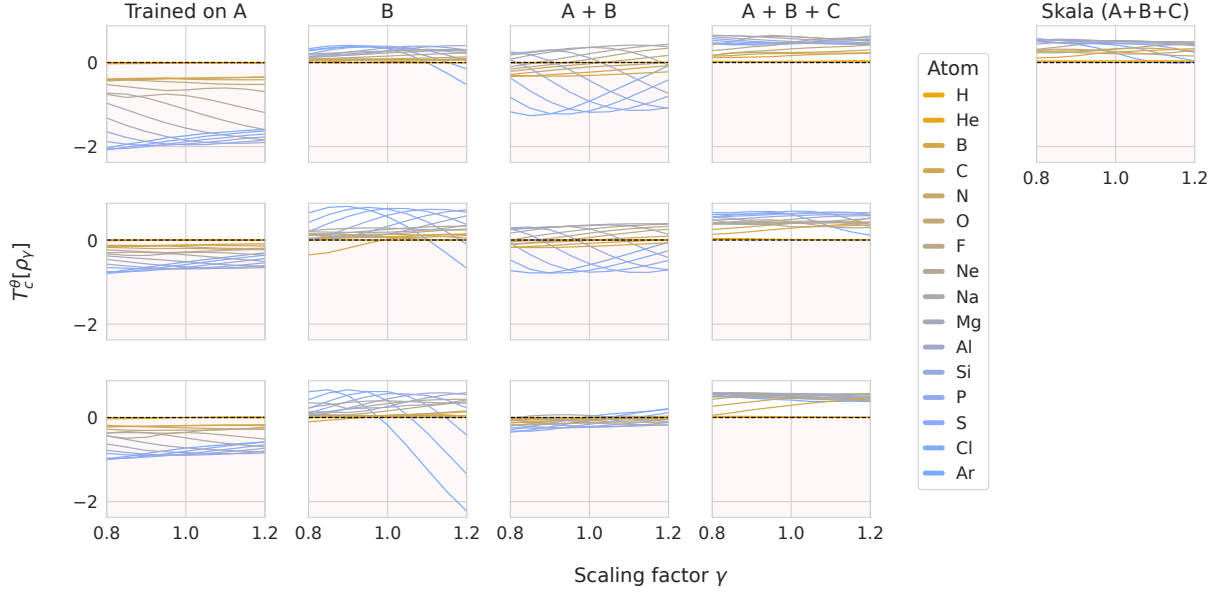 Trained on A B A + B A + B + C Skala (A+B+C)
0
−2
0
−2
0
−2
T_c^θ[ρ_γ]
0.8 1.0 1.2 0.8 1.0 1.2 0.8 1.0 1.2 0.8 1.0 1.2
0.8 1.0 1.2
Scaling factor γ
Atom
H
He
B
C
N
O
F
Ne
Na
Mg
Al
Si
P
S
Cl
Ar